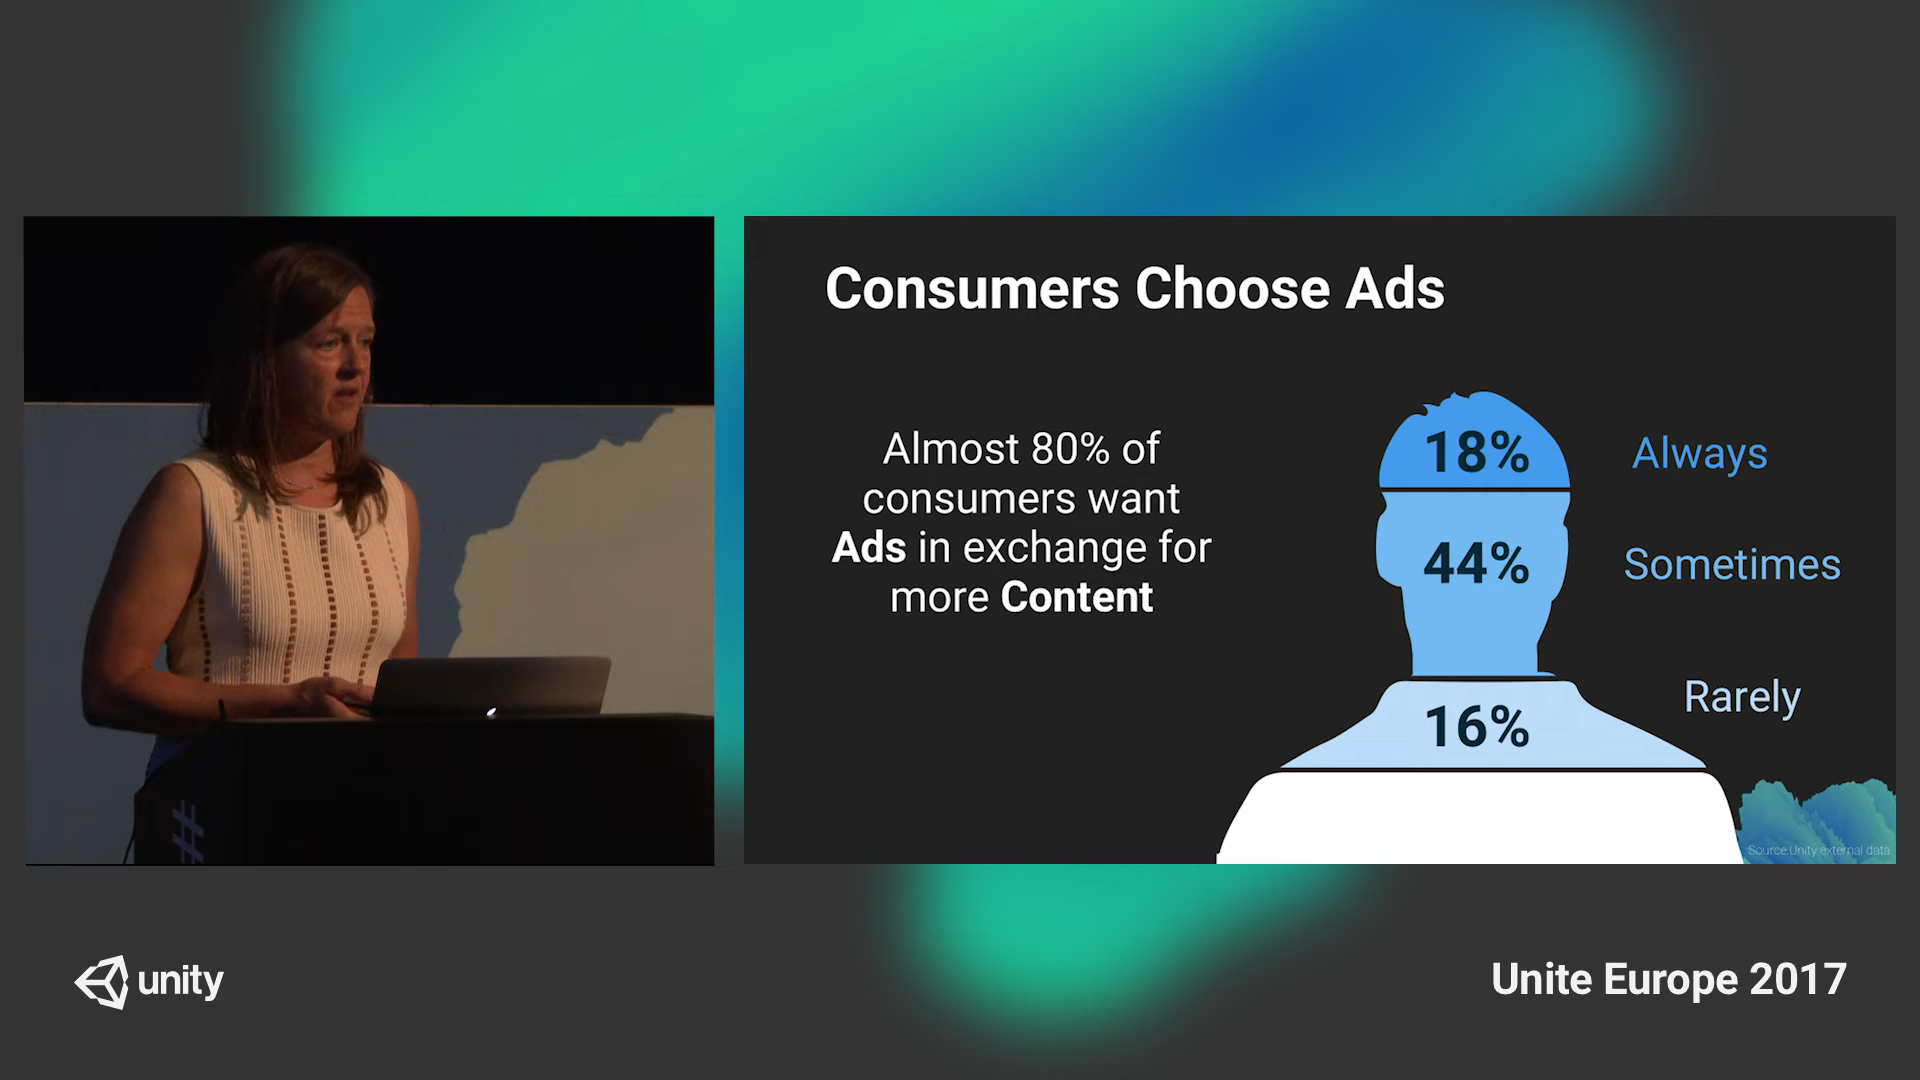 Consumers Choose Ads
Almost 80% of
consumers want
Ads in exchange for
more Content
18%
Always
44%
Sometimes
16%
Rarely
Source:Unity external data
#
unity
Unite Europe 2017